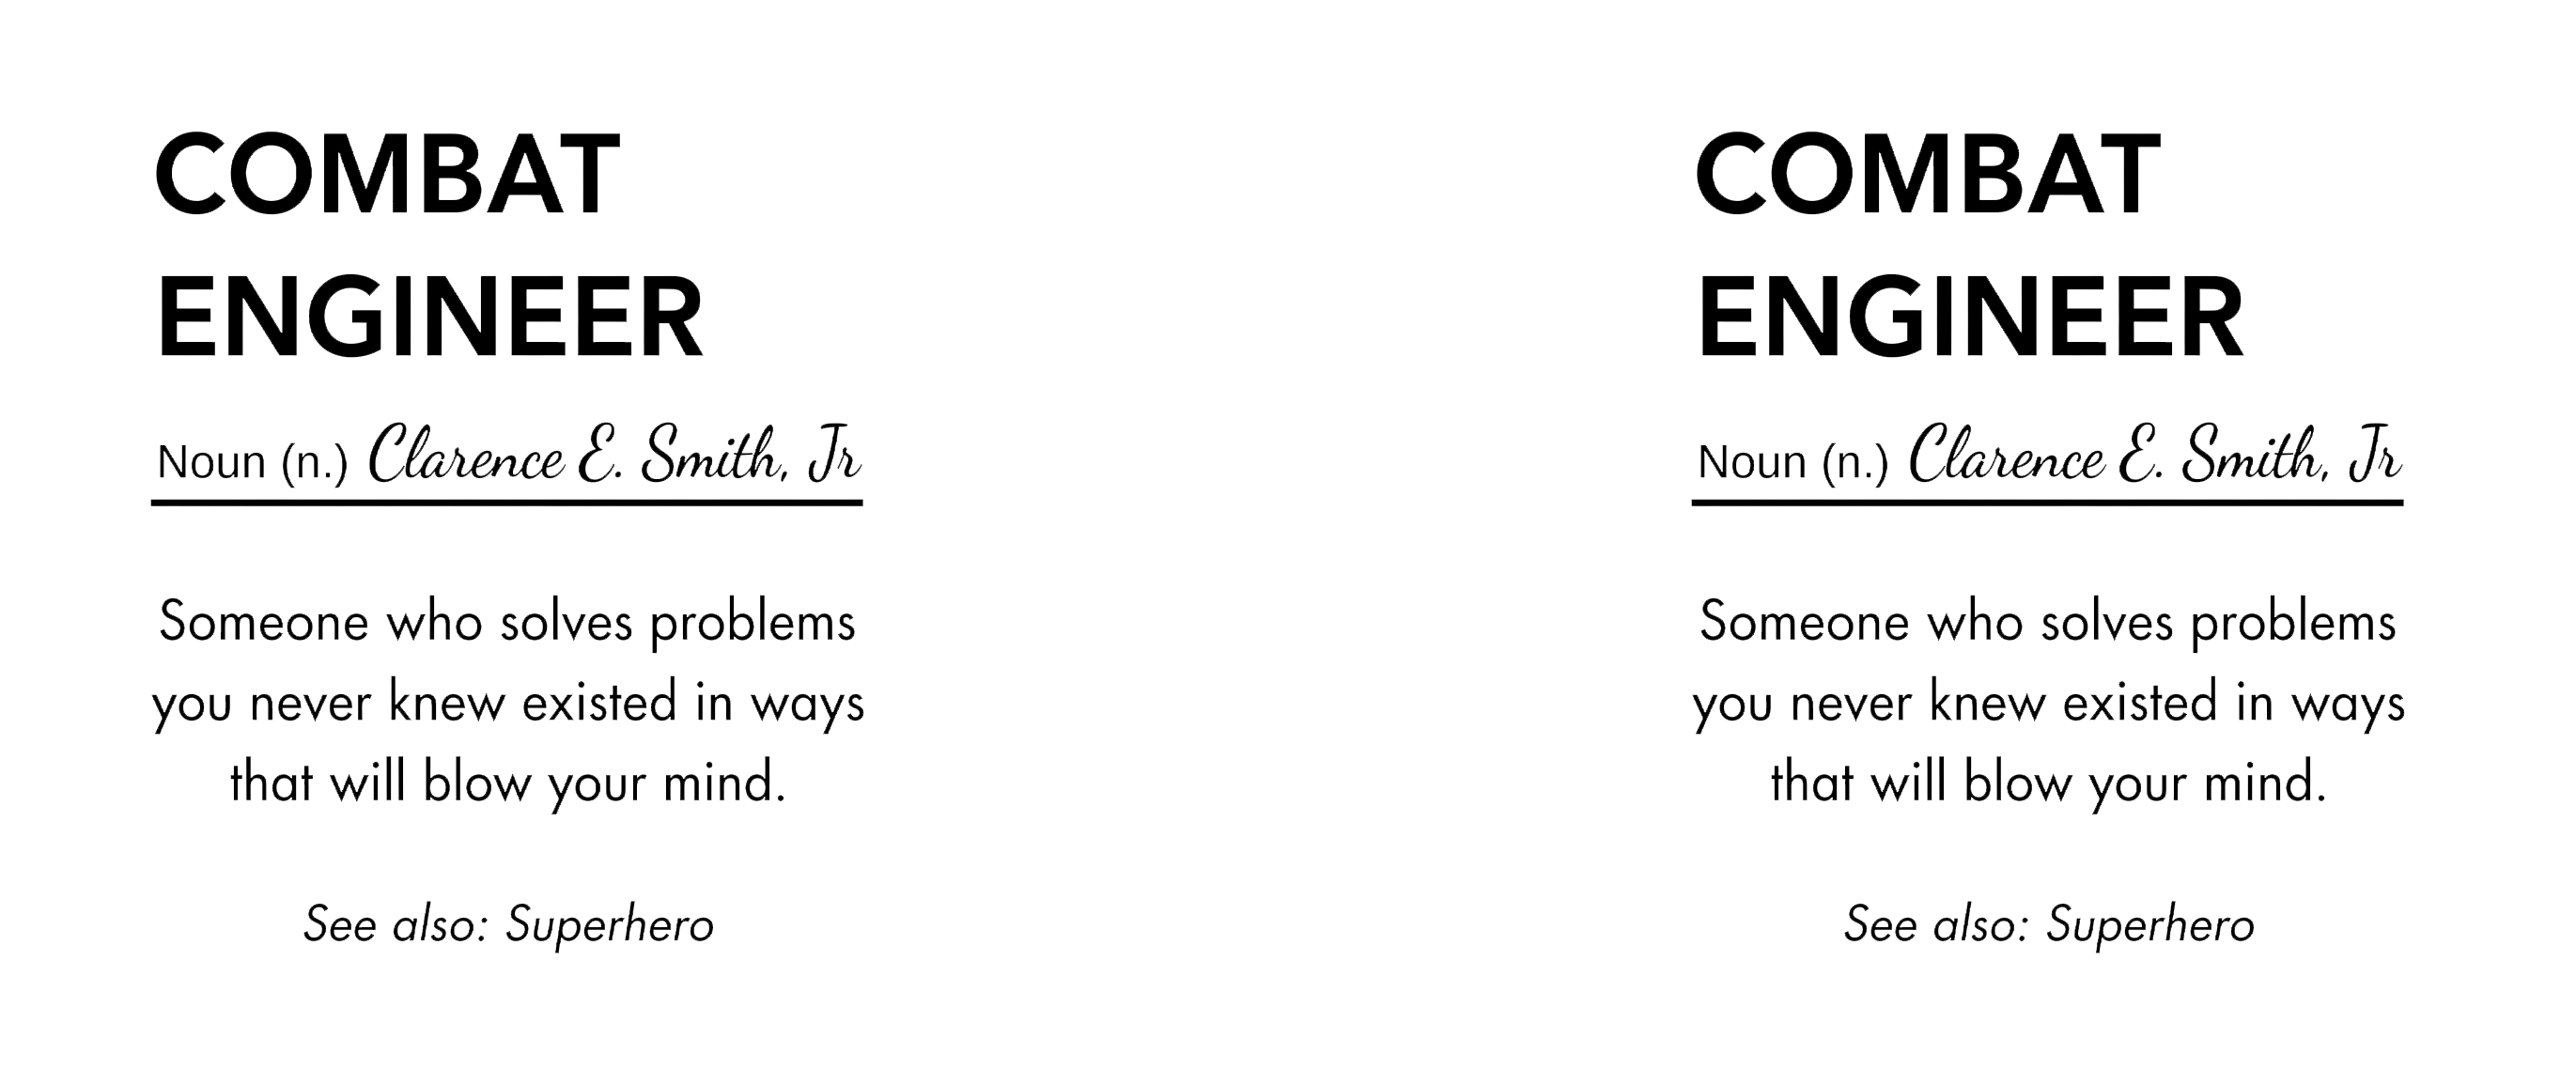 COMBAT
ENGINEER
Noun (n.) Clarence E. Smith, Jr
Someone who solves problems
you never knew existed in ways
that will blow your mind.
See also: Superhero
COMBAT
ENGINEER
Noun (n.) Clarence E. Smith, Jr
Someone who solves problems
you never knew existed in ways
that will blow your mind.
See also: Superhero